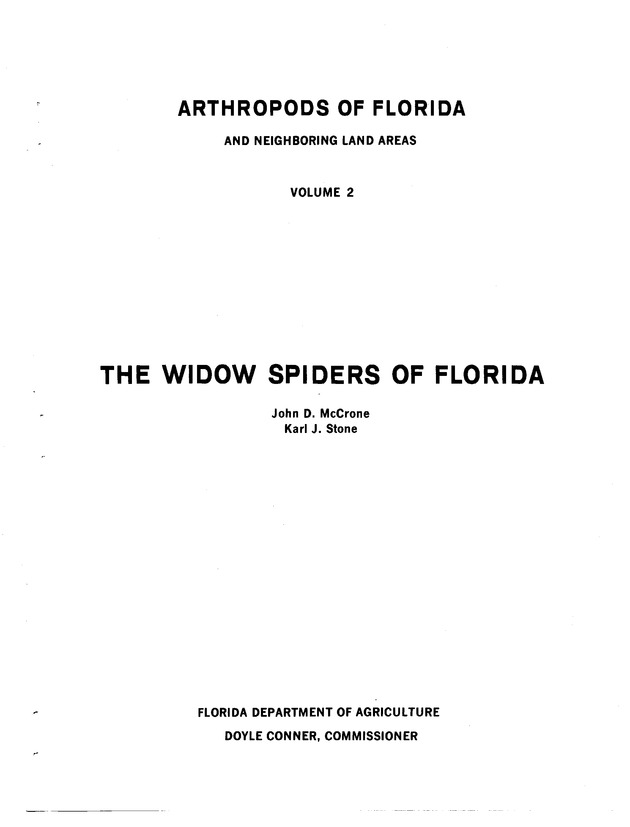 ARTHROPODS OF FLORIDA
AND NEIGHBORING LAND AREAS
VOLUME 2
THE WIDOW SPIDERS OF FLORIDA
John D. McCrone
Karl J. Stone
FLORIDA DEPARTMENT OF AGRICULTURE
DOYLE CONNER, COMMISSIONER